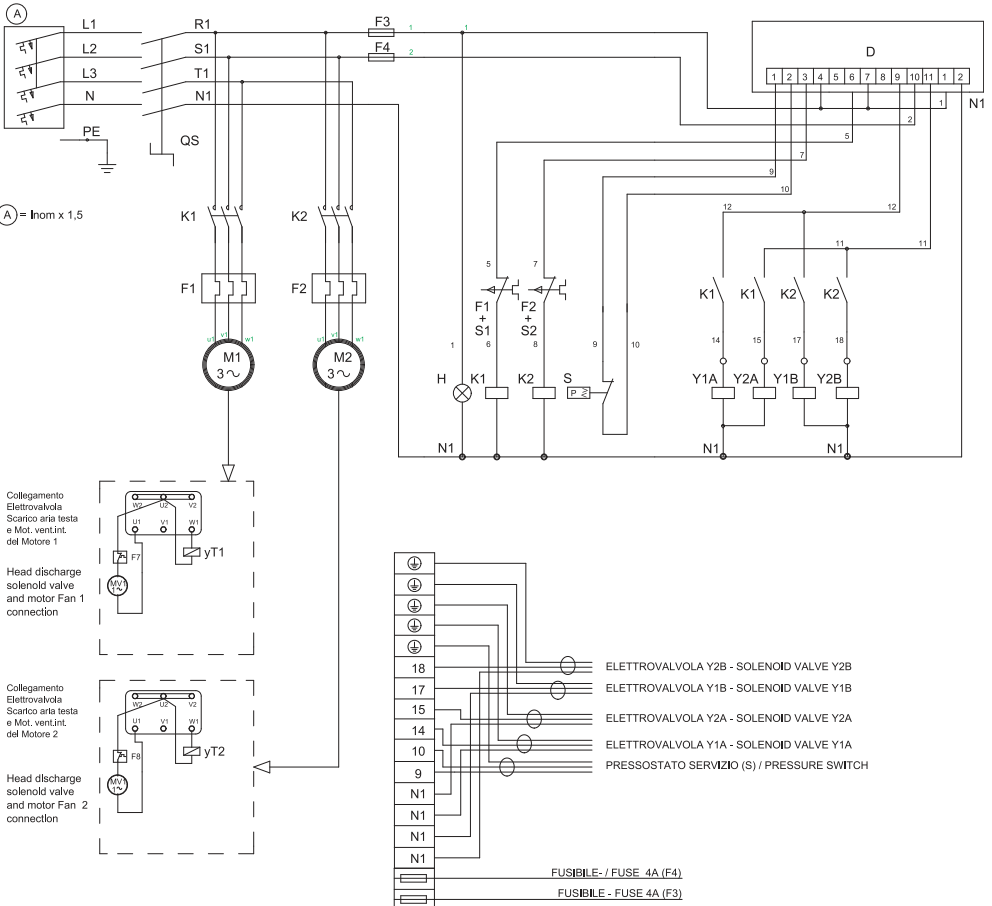 A
L1
R1
F3
1
1
L2
S1
F4
2
L3
T1
N
N1
PE
QS
D
1 2 3 4 5 6 7 8 9 10 11 1 2
N1
1
2
5
7
9
10
12
12
11
11
A = Inom x 1,5
K1
K2
F1
F2
u1 v1 w1
u1 v1 w1
M1
3
M2
3
5
7
F1
+
S1
F2
+
S2
1
6
8
9
10
H
K1
K2
S
P
K1
K1
K2
K2
14
15
17
18
Y1A
Y2A
Y1B
Y2B
N1
N1
N1
Collegamento
Elettrovalvola
Scarico aria testa
e Mot. vent.int.
del Motore 1
Head discharge
solenold valve
and motor Fan 1
connection
W2 U2 V2
U1 V1 W1
F7
yT1
MV1
1~
Collegamento
Elettrovalvola
Scarico aria testa
e Mot. vent.int.
del Motore 2
Head discharge
solenold valve
and motor Fan 2
connection
W2 U2 V2
U1 V1 W1
F8
yT2
MV1
1~
18
17
15
14
10
9
N1
N1
N1
N1
ELETTROVALVOLA Y2B - SOLENOID VALVE Y2B
ELETTROVALVOLA Y1B - SOLENOID VALVE Y1B
ELETTROVALVOLA Y2A - SOLENOID VALVE Y2A
ELETTROVALVOLA Y1A - SOLENOID VALVE Y1A
PRESSOSTATO SERVIZIO (S) / PRESSURE SWITCH
FUSIBILE- / FUSE 4A (F4)
FUSIBILE - FUSE 4A (F3)